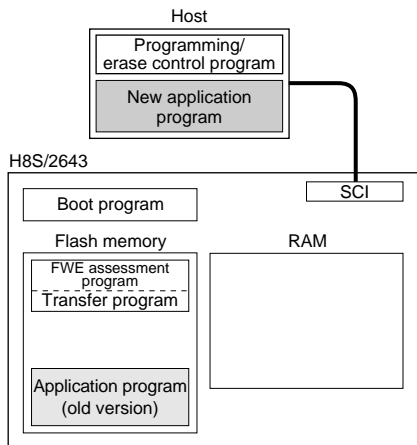 Host
Programming/
erase control program
New application
program
H8S/2643
SCI
Boot program
Flash memory
RAM
FWE assessment
program
Transfer program
Application program
(old version)